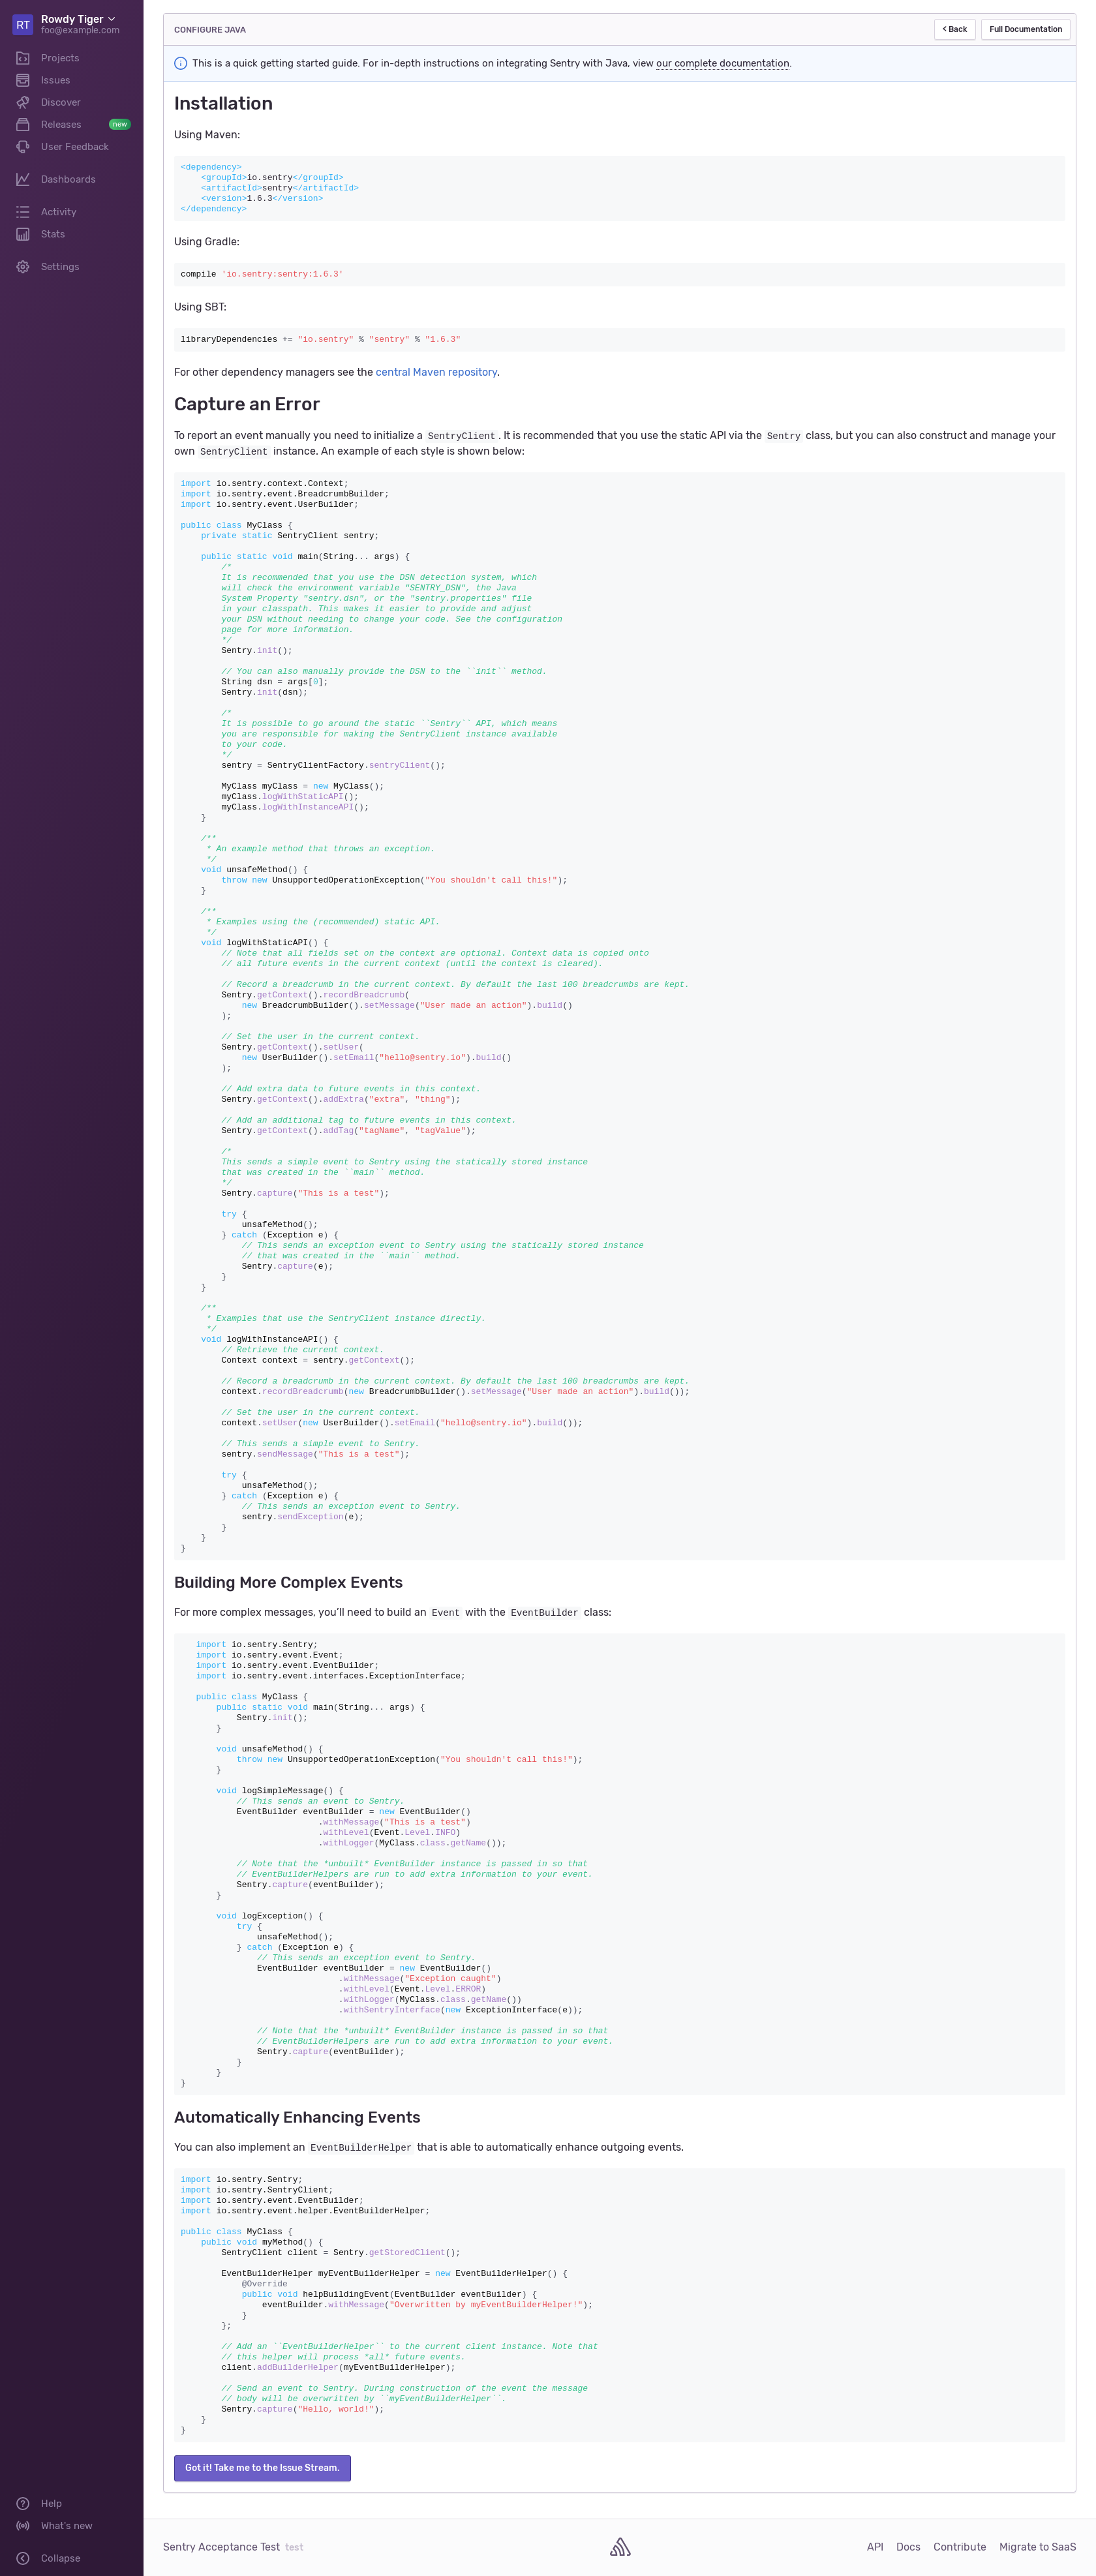 RT
Rowdy Tiger
foo@example.com
Projects
Issues
Discover
Releases new
User Feedback
Dashboards
Activity
Stats
Settings
Help
What's new
Collapse
CONFIGURE JAVA
< Back
Full Documentation
This is a quick getting started guide. For in-depth instructions on integrating Sentry with Java, view our complete documentation.
Installation
Using Maven:
<dependency>
    <groupId>io.sentry</groupId>
    <artifactId>sentry</artifactId>
    <version>1.6.3</version>
</dependency>
Using Gradle:
compile 'io.sentry:sentry:1.6.3'
Using SBT:
libraryDependencies += "io.sentry" % "sentry" % "1.6.3"
For other dependency managers see the central Maven repository.
Capture an Error
To report an event manually you need to initialize a SentryClient. It is recommended that you use the static API via the Sentry class, but you can also construct and manage your
own SentryClient instance. An example of each style is shown below:
import io.sentry.context.Context;
import io.sentry.event.BreadcrumbBuilder;
import io.sentry.event.UserBuilder;
public class MyClass {
    private static SentryClient sentry;
    public static void main(String... args) {
        /*
        It is recommended that you use the DSN detection system, which
        will check the environment variable "SENTRY_DSN", the Java
        System Property "sentry.dsn", or the "sentry.properties" file
        in your classpath. This makes it easier to provide and adjust
        your DSN without needing to change your code. See the configuration
        page for more information.
        */
        Sentry.init();
        // You can also manually provide the DSN to the ``init`` method.
        String dsn = args[0];
        Sentry.init(dsn);
        /*
        It is possible to go around the static ``Sentry`` API, which means
        you are responsible for making the SentryClient instance available
        to your code.
        */
        sentry = SentryClientFactory.sentryClient();
        MyClass myClass = new MyClass();
        myClass.logWithStaticAPI();
        myClass.logWithInstanceAPI();
    }
    /**
     * An example method that throws an exception.
     */
    void unsafeMethod() {
        throw new UnsupportedOperationException("You shouldn't call this!");
    }
    /**
     * Examples using the (recommended) static API.
     */
    void logWithStaticAPI() {
        // Note that all fields set on the context are optional. Context data is copied onto
        // all future events in the current context (until the context is cleared).
        // Record a breadcrumb in the current context. By default the last 100 breadcrumbs are kept.
        Sentry.getContext().recordBreadcrumb(
            new BreadcrumbBuilder().setMessage("User made an action").build()
        );
        // Set the user in the current context.
        Sentry.getContext().setUser(
            new UserBuilder().setEmail("hello@sentry.io").build()
        );
        // Add extra data to future events in this context.
        Sentry.getContext().addExtra("extra", "thing");
        // Add an additional tag to future events in this context.
        Sentry.getContext().addTag("tagName", "tagValue");
        /*
        This sends a simple event to Sentry using the statically stored instance
        that was created in the ``main`` method.
        */
        Sentry.capture("This is a test");
        try {
            unsafeMethod();
        } catch (Exception e) {
            // This sends an exception event to Sentry using the statically stored instance
            // that was created in the ``main`` method.
            Sentry.capture(e);
        }
    }
    /**
     * Examples that use the SentryClient instance directly.
     */
    void logWithInstanceAPI() {
        // Retrieve the current context.
        Context context = sentry.getContext();
        // Record a breadcrumb in the current context. By default the last 100 breadcrumbs are kept.
        context.recordBreadcrumb(new BreadcrumbBuilder().setMessage("User made an action").build());
        // Set the user in the current context.
        context.setUser(new UserBuilder().setEmail("hello@sentry.io").build());
        // This sends a simple event to Sentry.
        sentry.sendMessage("This is a test");
        try {
            unsafeMethod();
        } catch (Exception e) {
            // This sends an exception event to Sentry.
            sentry.sendException(e);
        }
    }
}
Building More Complex Events
For more complex messages, you'll need to build an Event with the EventBuilder class:
   import io.sentry.Sentry;
   import io.sentry.event.Event;
   import io.sentry.event.EventBuilder;
   import io.sentry.event.interfaces.ExceptionInterface;
   public class MyClass {
       public static void main(String... args) {
           Sentry.init();
       }
       void unsafeMethod() {
           throw new UnsupportedOperationException("You shouldn't call this!");
       }
       void logSimpleMessage() {
           // This sends an event to Sentry.
           EventBuilder eventBuilder = new EventBuilder()
                           .withMessage("This is a test")
                           .withLevel(Event.Level.INFO)
                           .withLogger(MyClass.class.getName());
           // Note that the *unbuilt* EventBuilder instance is passed in so that
           // EventBuilderHelpers are run to add extra information to your event.
           Sentry.capture(eventBuilder);
       }
       void logException() {
           try {
               unsafeMethod();
           } catch (Exception e) {
               // This sends an exception event to Sentry.
               EventBuilder eventBuilder = new EventBuilder()
                               .withMessage("Exception caught")
                               .withLevel(Event.Level.ERROR)
                               .withLogger(MyClass.class.getName())
                               .withSentryInterface(new ExceptionInterface(e));
               // Note that the *unbuilt* EventBuilder instance is passed in so that
               // EventBuilderHelpers are run to add extra information to your event.
               Sentry.capture(eventBuilder);
           }
       }
}
Automatically Enhancing Events
You can also implement an EventBuilderHelper that is able to automatically enhance outgoing events.
import io.sentry.Sentry;
import io.sentry.SentryClient;
import io.sentry.event.EventBuilder;
import io.sentry.event.helper.EventBuilderHelper;
public class MyClass {
    public void myMethod() {
        SentryClient client = Sentry.getStoredClient();
        EventBuilderHelper myEventBuilderHelper = new EventBuilderHelper() {
            @Override
            public void helpBuildingEvent(EventBuilder eventBuilder) {
                eventBuilder.withMessage("Overwritten by myEventBuilderHelper!");
            }
        };
        // Add an ``EventBuilderHelper`` to the current client instance. Note that
        // this helper will process *all* future events.
        client.addBuilderHelper(myEventBuilderHelper);
        // Send an event to Sentry. During construction of the event the message
        // body will be overwritten by ``myEventBuilderHelper``.
        Sentry.capture("Hello, world!");
    }
}
Got it! Take me to the Issue Stream.
Sentry Acceptance Test test
API
Docs
Contribute
Migrate to SaaS